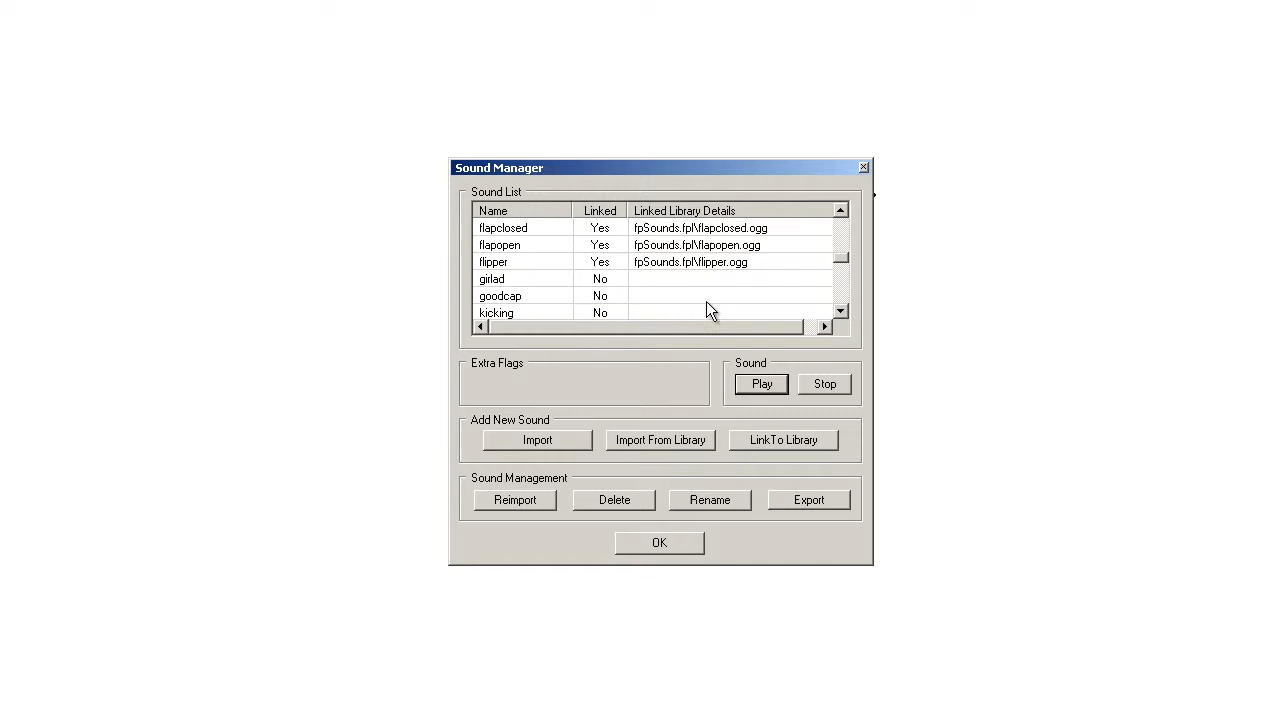 Sound Manager
Sound List
Name Linked Linked Library Details
flapclosed Yes fpSounds.fpl\flapclosed.ogg
flapopen Yes fpSounds.fpl\flapopen.ogg
flipper Yes fpSounds.fpl\flipper.ogg
girlad No
goodcap No
kicking No
Extra Flags
Sound
Play Stop
Add New Sound
Import Import From Library LinkTo Library
Sound Management
Reimport Delete Rename Export
OK